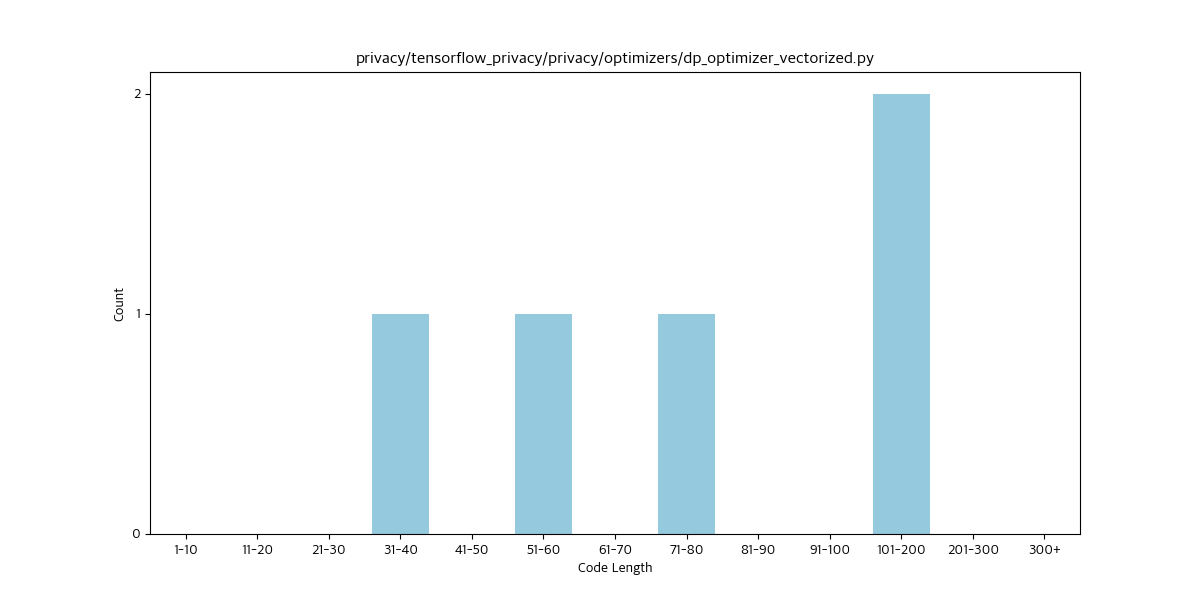 privacy/tensorflow_privacy/privacy/optimizers/dp_optimizer_vectorized.py
2
1
0
Count
1-10 11-20 21-30 31-40 41-50 51-60 61-70 71-80 81-90 91-100 101-200 201-300 300+
Code Length